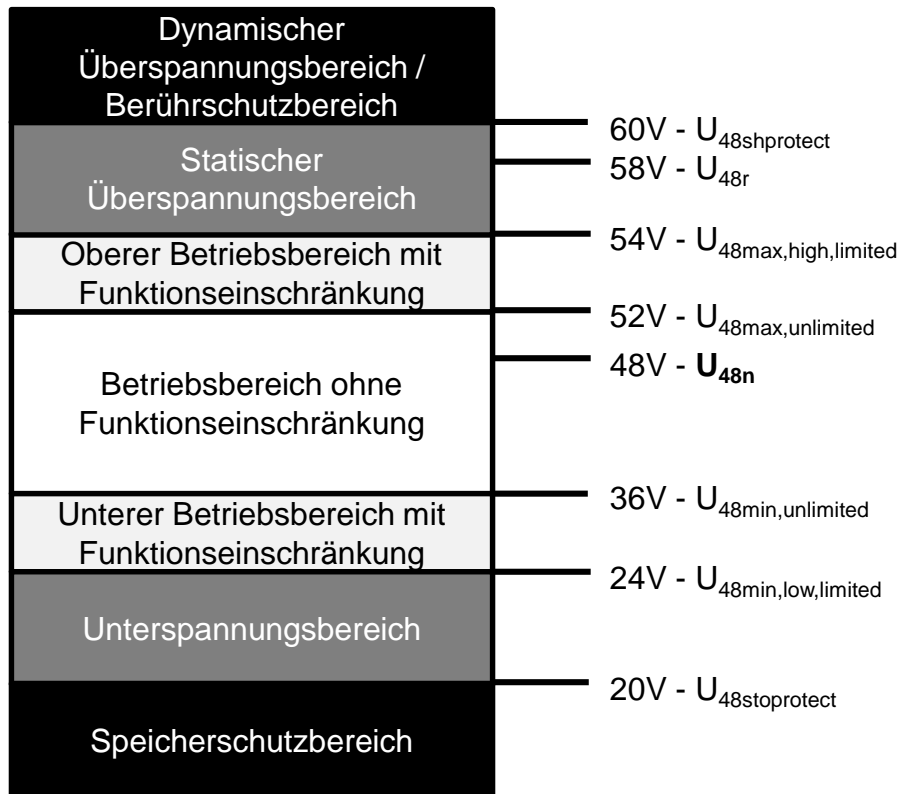 Dynamischer
Überspannungsbereich /
Berührschutzbereich
60V - U48shprotect
Statischer
Überspannungsbereich
58V - U48r
54V - U48max,high,limited
Oberer Betriebsbereich mit
Funktionseinschränkung
52V - U48max,unlimited
48V - U48n
Betriebsbereich ohne
Funktionseinschränkung
36V - U48min,unlimited
Unterer Betriebsbereich mit
Funktionseinschränkung
24V - U48min,low,limited
Unterspannungsbereich
20V - U48stoprotect
Speicherschutzbereich